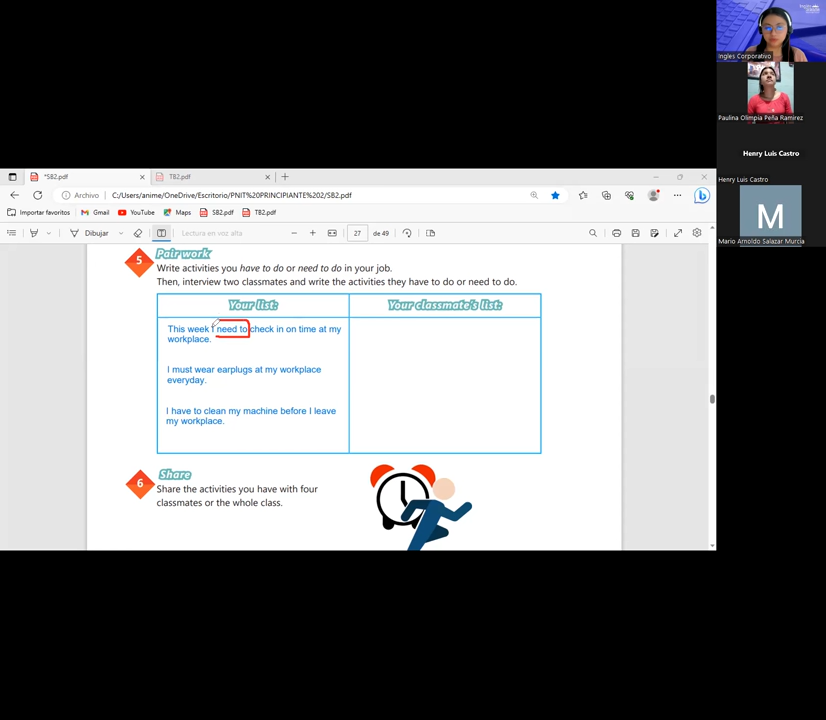 Ingles Corporativo
Paulina Olimpia Peña Ramirez
Henry Luis Castro
Henry Luis Castro
M
Mario Arnoldo Salazar Murcia
*SB2.pdf
TB2.pdf
Archivo
C:/Users/anime/OneDrive/Escritorio/PNIT%20PRINCIPIANTE%202/SB2.pdf
Importar favoritos
Gmail
YouTube
Maps
SB2.pdf
TB2.pdf
Dibujar
Lectura en voz alta
27
de 49
5
Pair work
Write activities you have to do or need to do in your job.
Then, interview two classmates and write the activities they have to do or need to do.
Your list:
Your classmate's list:
This week I need to check in on time at my
workplace.
I must wear earplugs at my workplace
everyday.
I have to clean my machine before I leave
my workplace.
6
Share
Share the activities you have with four
classmates or the whole class.